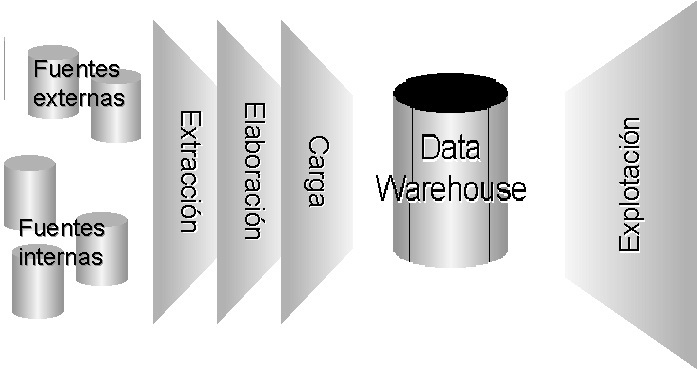 Fuentes
externas
Fuentes
internas
Extracción
Elaboración
Carga
Data
Warehouse
Explotación